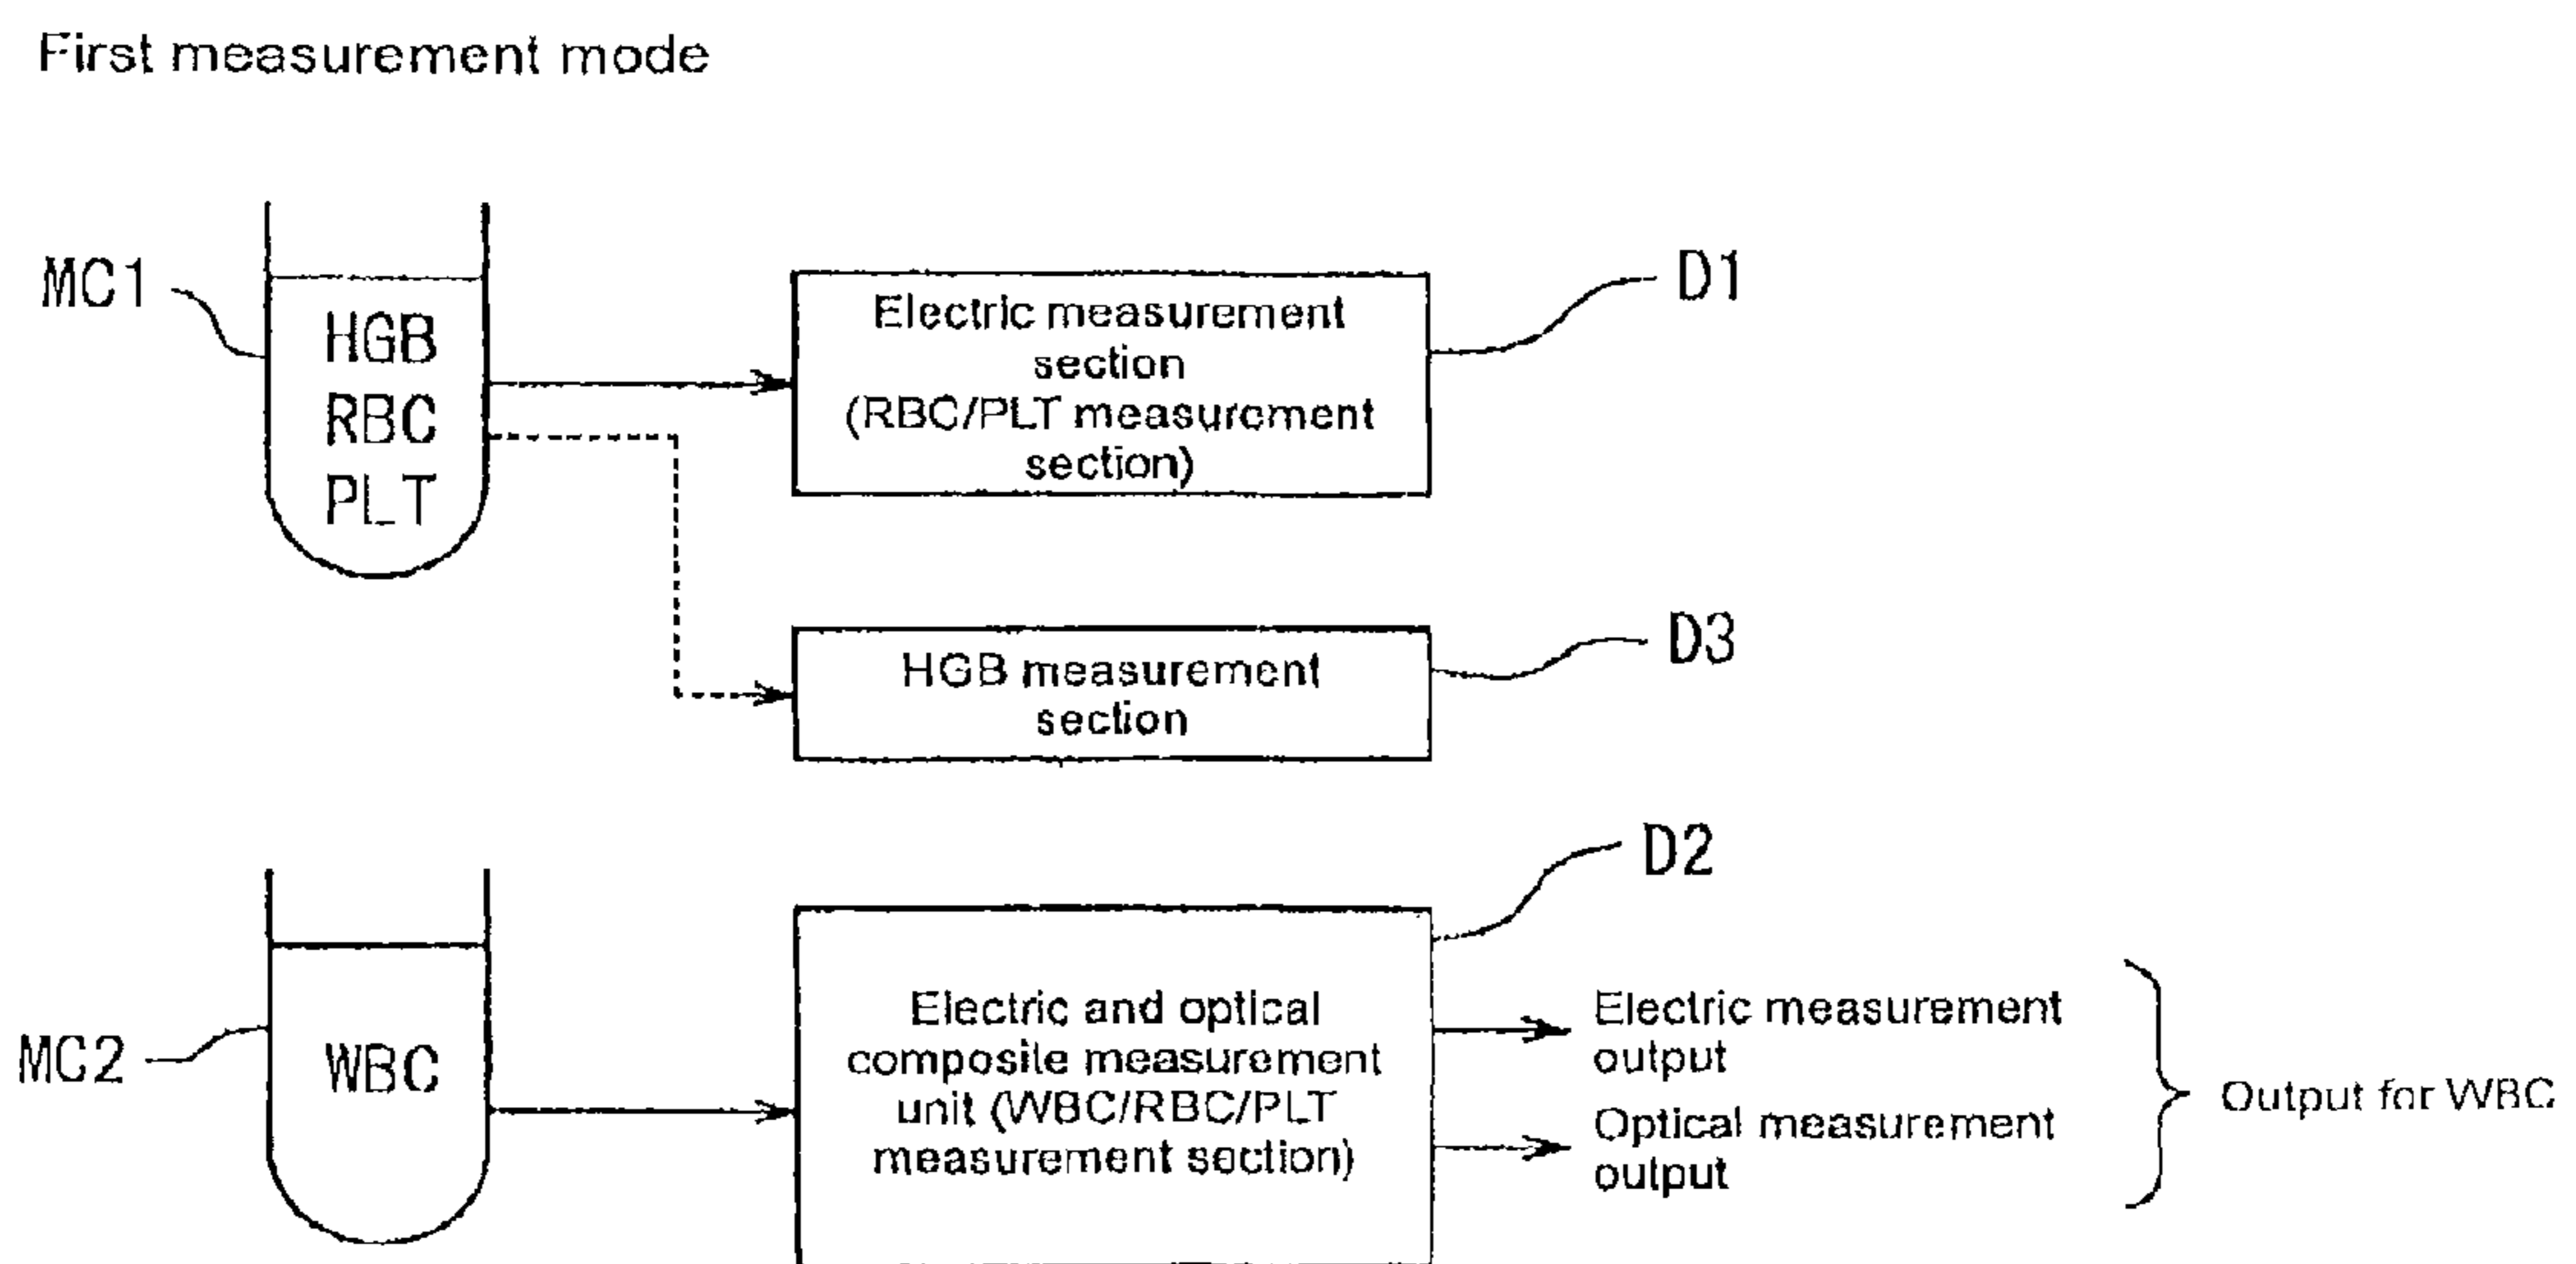 First measurement mode
MC1
HGB
RBC
PLT
Electric measurement
section
(RBC/PLT measurement
section)
D1
HGB measurement
section
D3
MC2
WBC
Electric and optical
composite measurement
unit (WBC/RBC/PLT
measurement section)
D2
Electric measurement
output
Optical measurement
output
Output for WBC